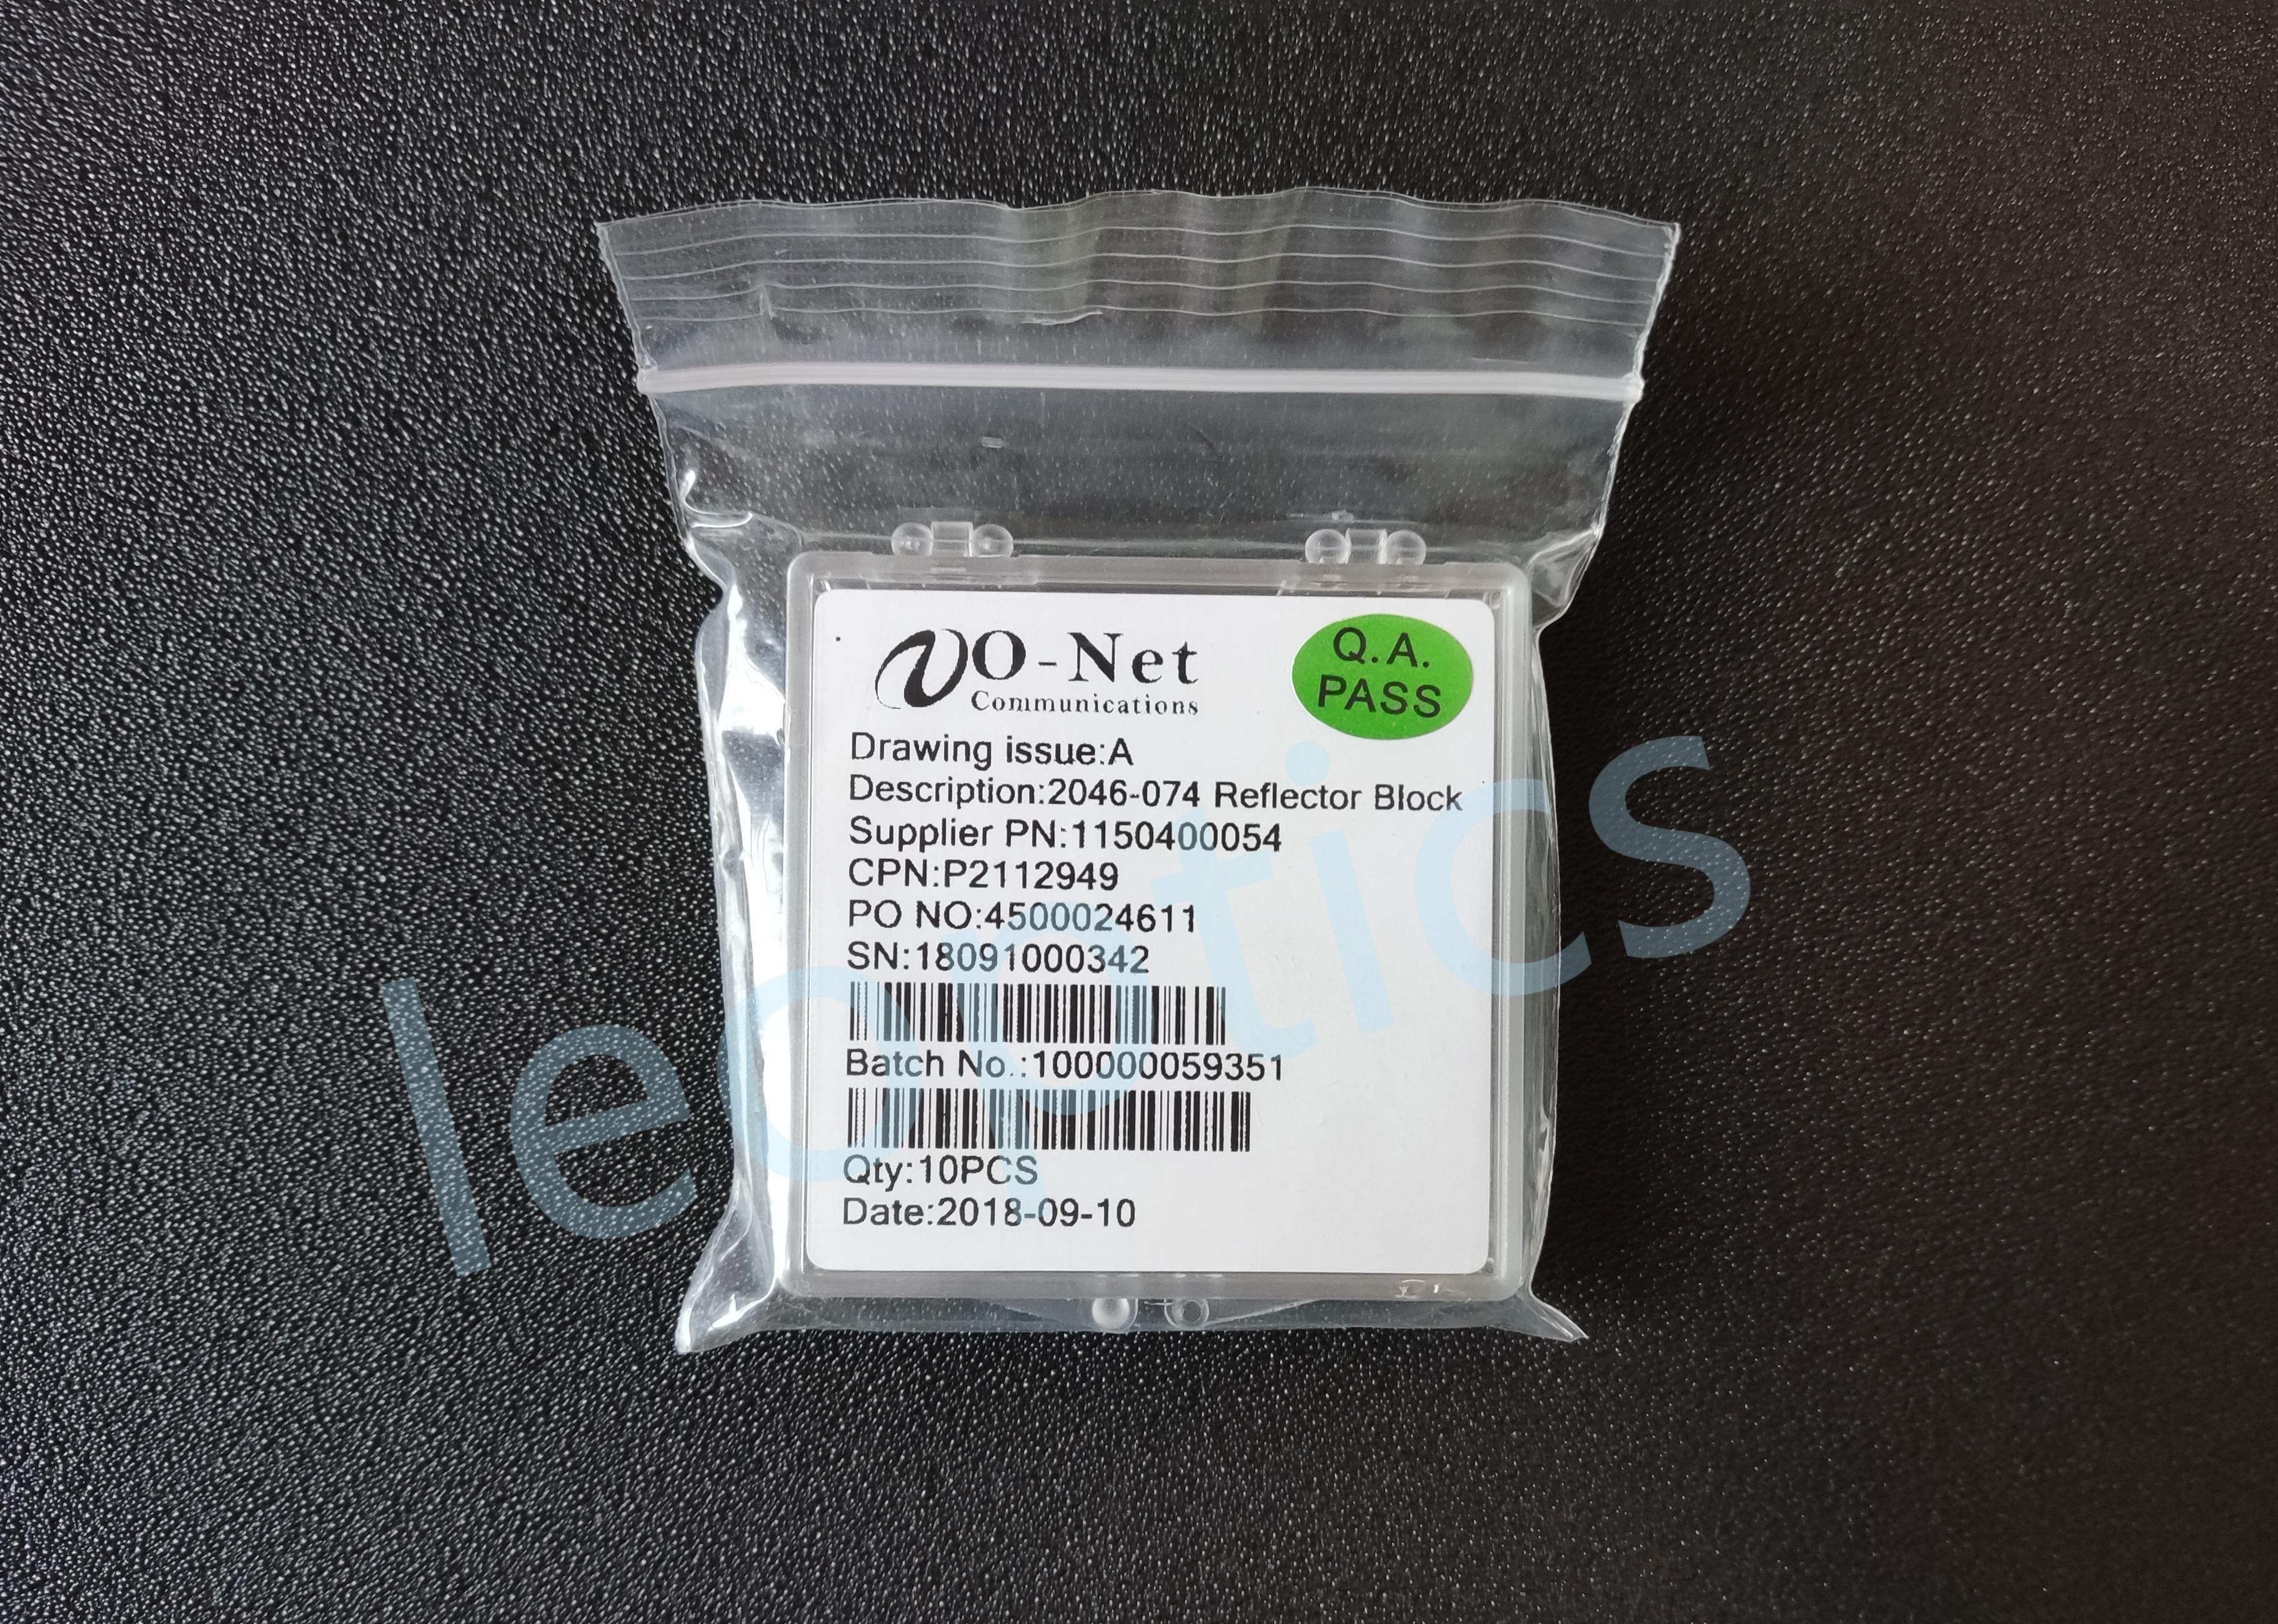 O-Net
Communications
Q.A.
PASS
Drawing issue:A
Description:2046-074 Reflector Block
Supplier PN:1150400054
CPN:P2112949
PO NO:4500024611
SN:18091000342
Batch No.:100000059351
Qty:10PCS
Date:2018-09-10
leoptics